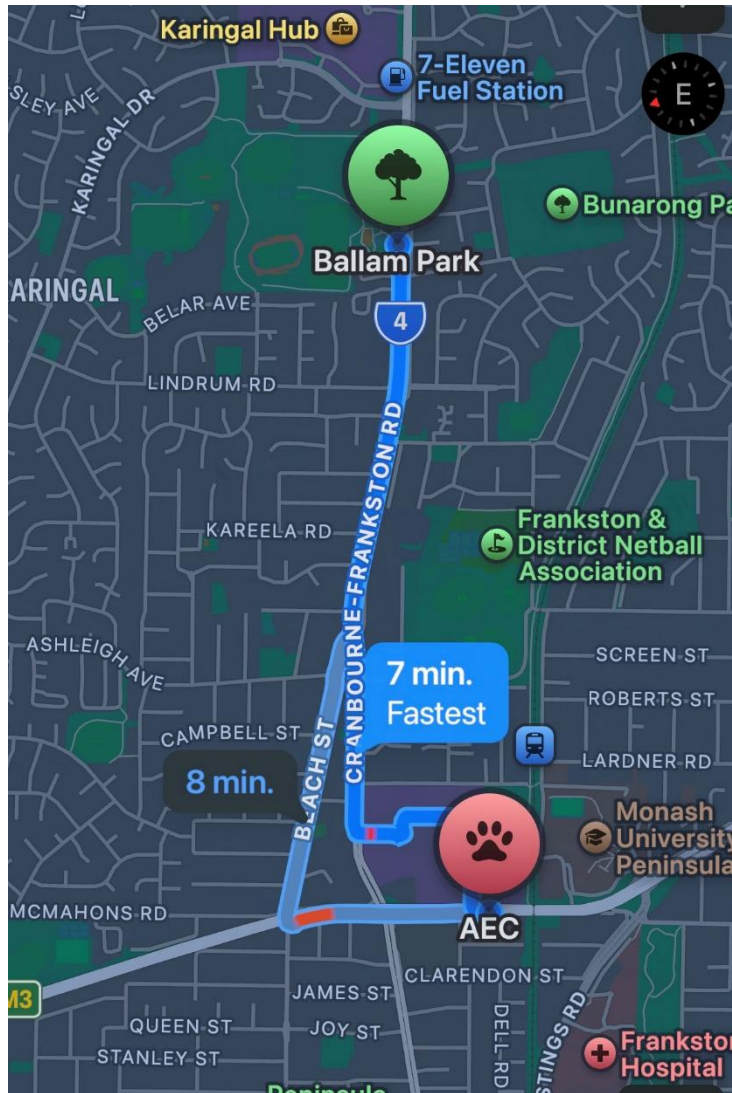 Karingal Hub
7-Eleven
Fuel Station
E
SLEY AVE
KARINGAL DR
Bunarong Pa
Ballam Park
ARINGAL
BELAR AVE
4
LINDRUM RD
CRANBOURNE-FRANKSTON RD
KAREELA RD
Frankston &
District Netball
Association
ASHLEIGH AVE
SCREEN ST
7 min.
Fastest
ROBERTS ST
CAMPBELL ST
BEACH ST
LARDNER RD
8 min.
Monash
University
Peninsula
MCMAHONS RD
AEC
CLARENDON ST
M3
JAMES ST
QUEEN ST
JOY ST
DELL RD
STINGS RD
STANLEY ST
Frankston
Hospital
Peninsula